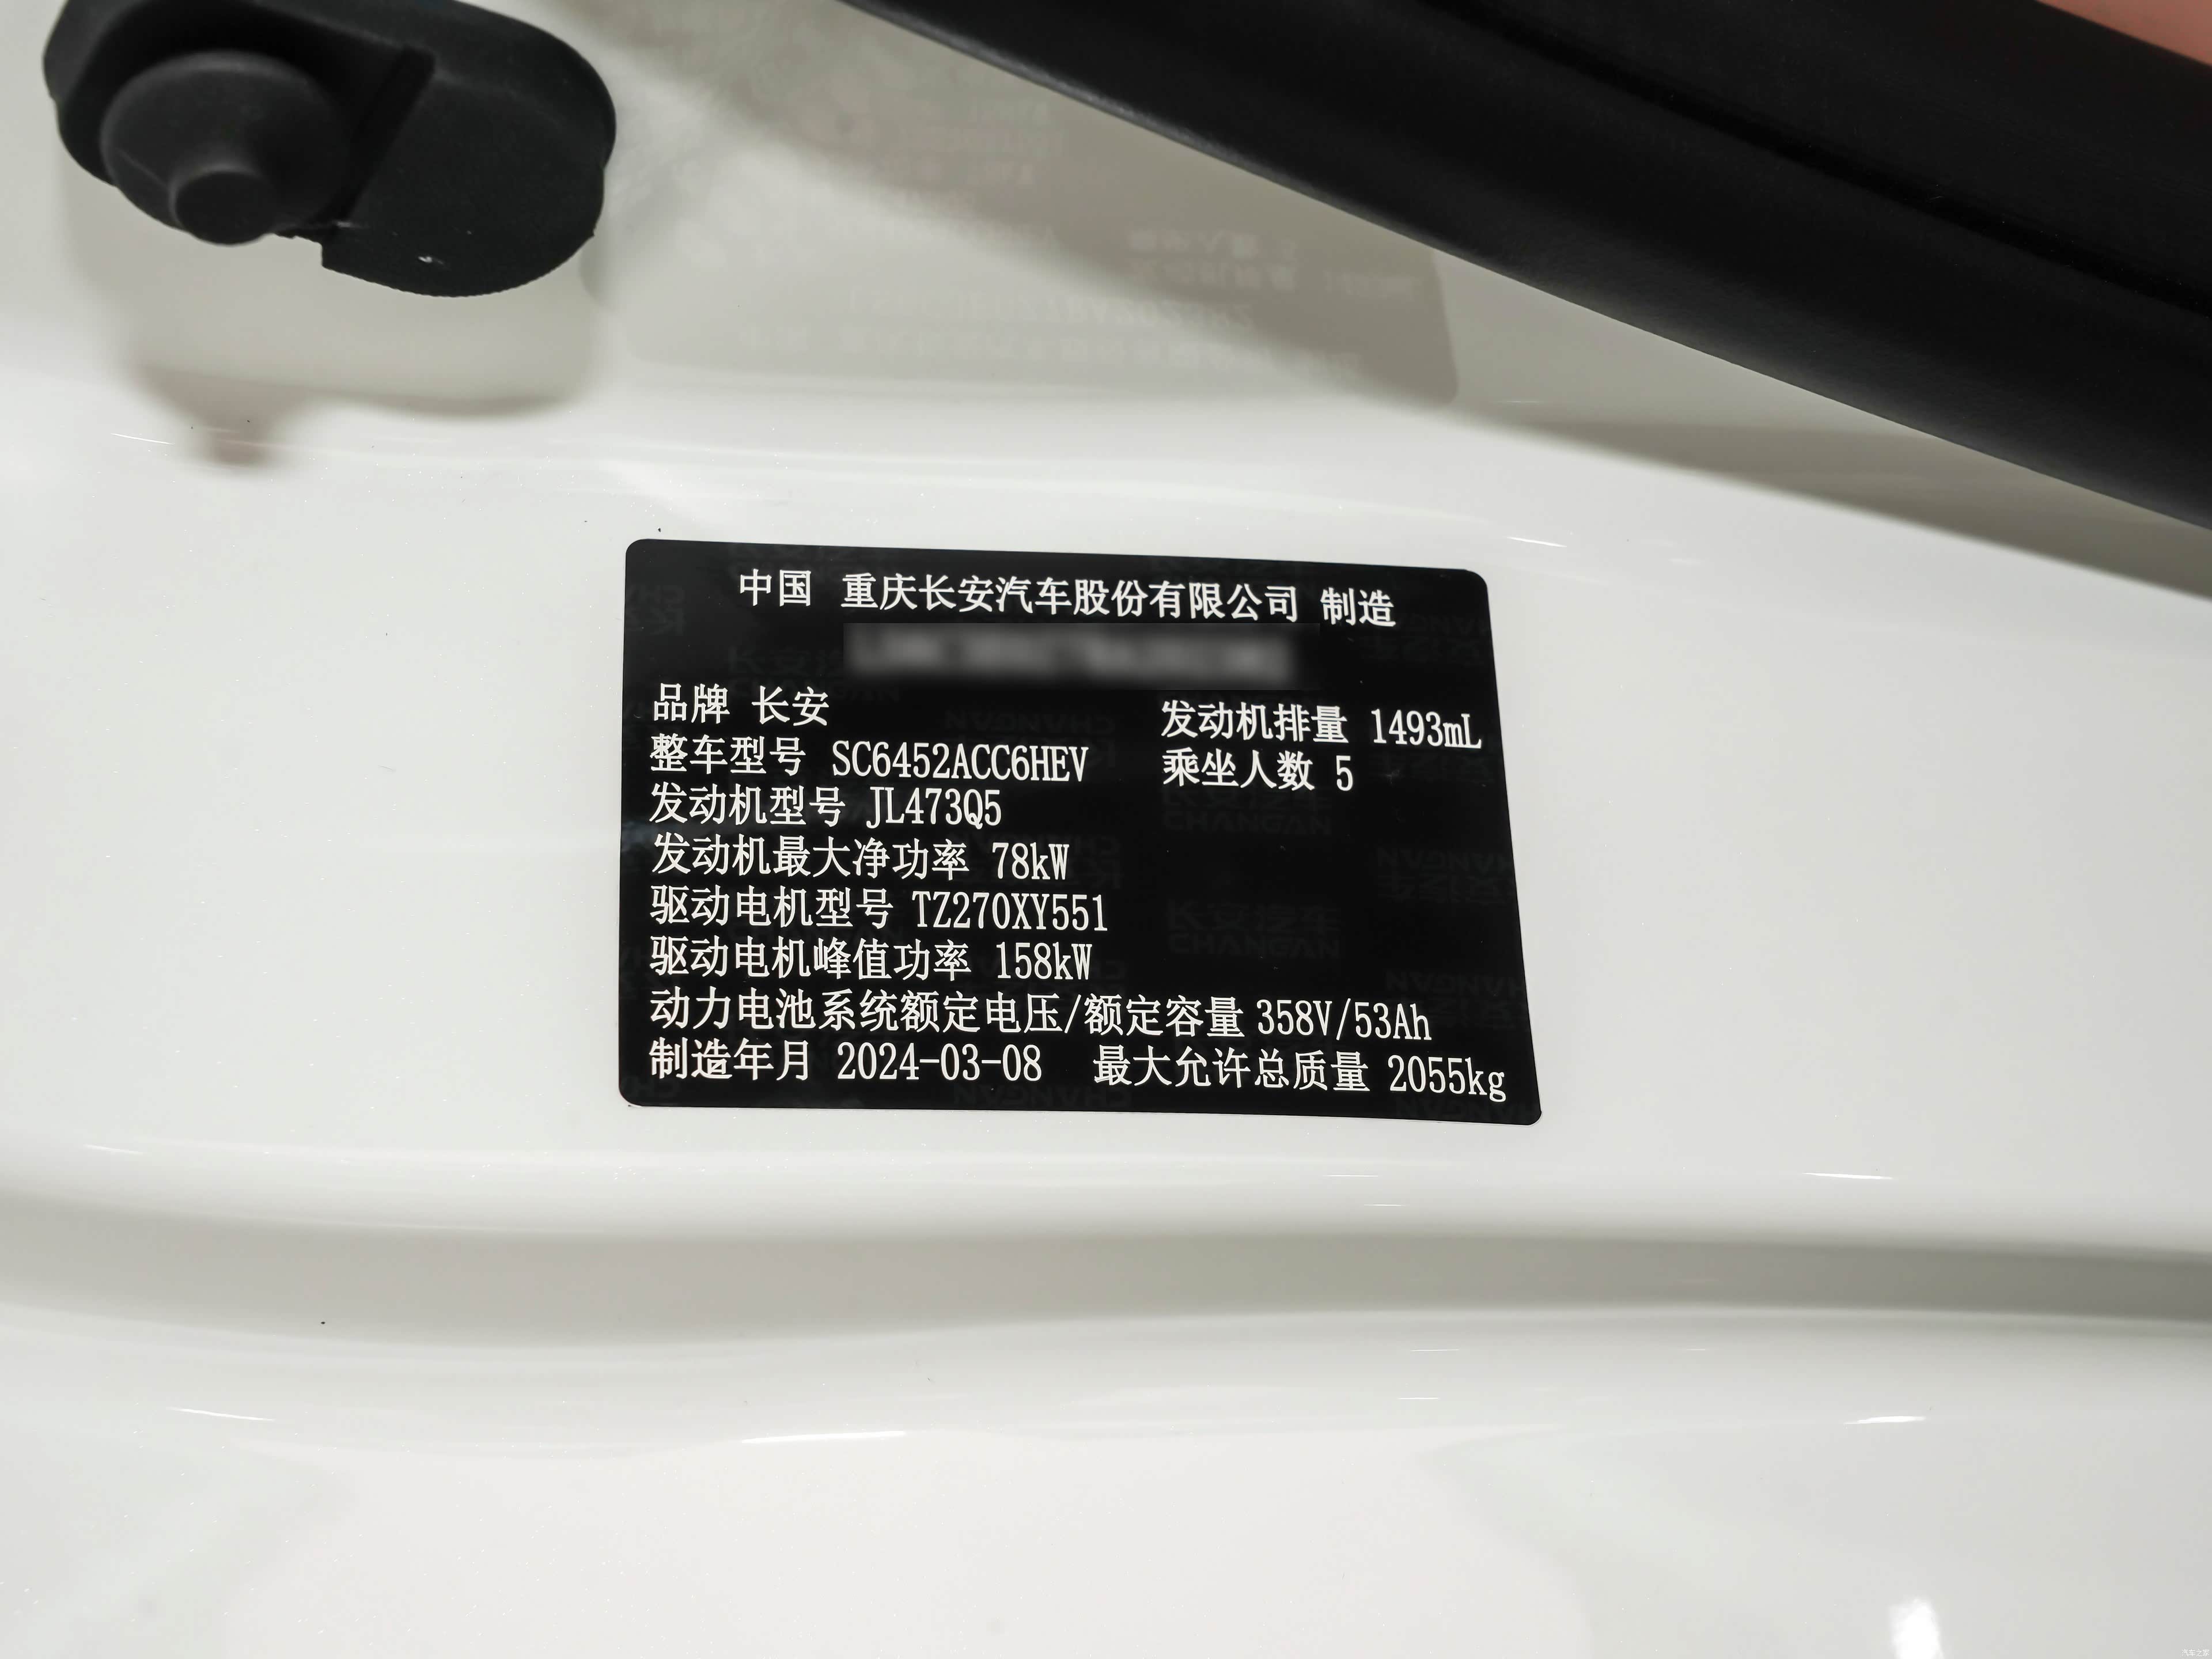 中国 重庆长安汽车股份有限公司 制造
品牌 长安
发动机排量 1493mL
整车型号 SC6452ACC6HEV
乘坐人数 5
发动机型号 JL473Q5
发动机最大净功率 78kW
驱动电机型号 TZ270XY551
驱动电机峰值功率 158kW
动力电池系统额定电压/额定容量 358V/53Ah
制造年月 2024-03-08 最大允许总质量 2055kg
汽车之家